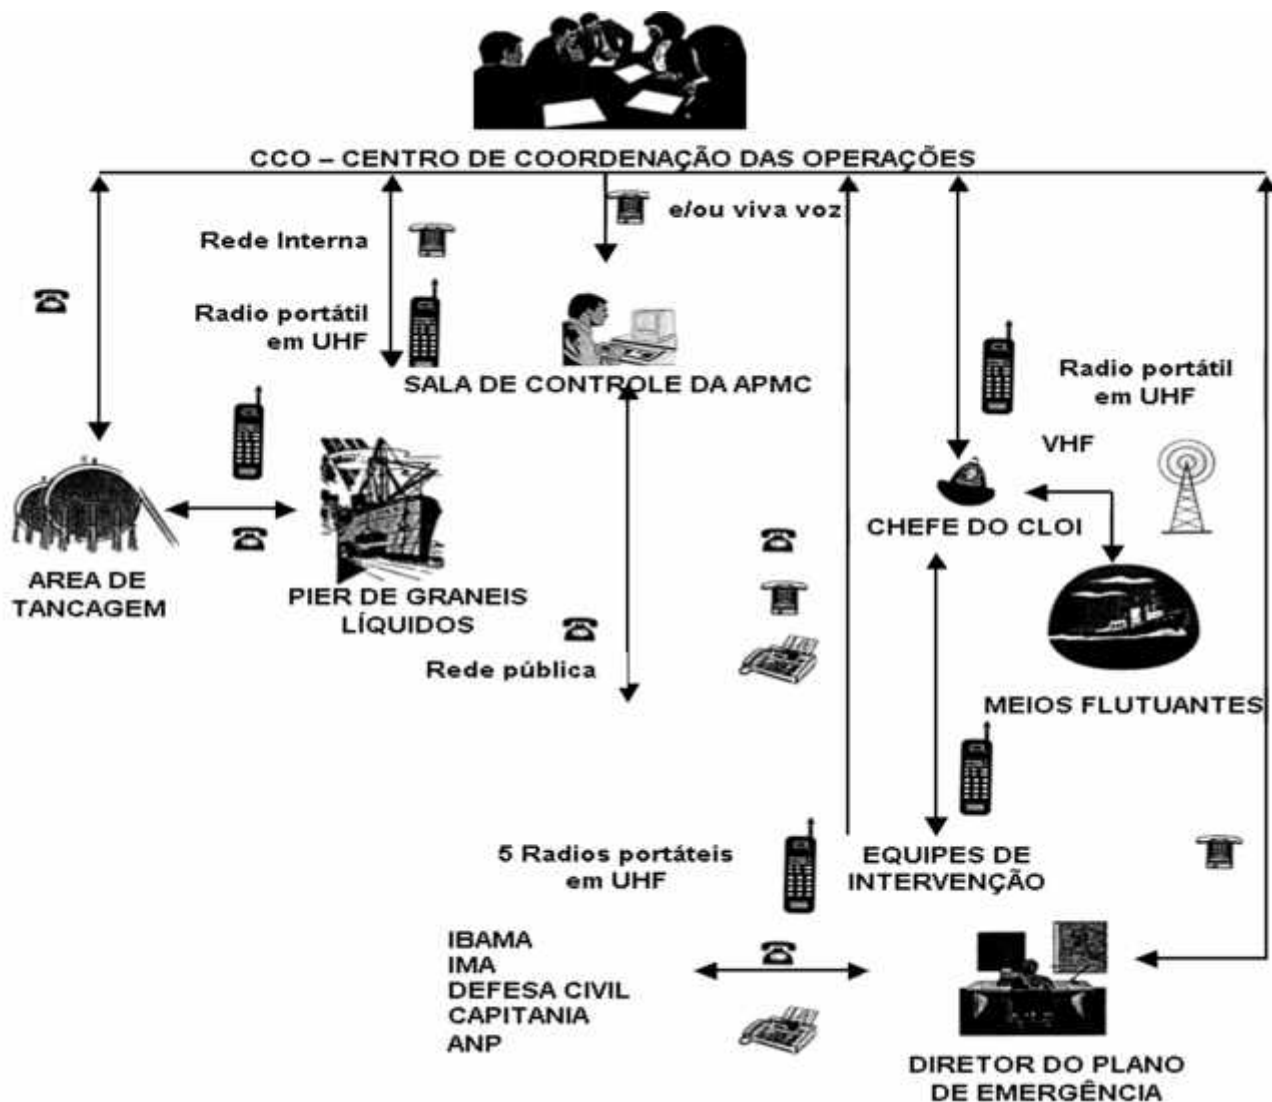 CCO – CENTRO DE COORDENAÇÃO DAS OPERAÇÕES
e/ou viva voz
Rede Interna
Radio portátil
em UHF
SALA DE CONTROLE DA APMC
Radio portátil
em UHF
VHF
CHEFE DO CLOI
AREA DE
TANCAGEM
PIER DE GRANEIS
LÍQUIDOS
Rede pública
MEIOS FLUTUANTES
5 Radios portáteis
em UHF
EQUIPES DE
INTERVENÇÃO
IBAMA
IMA
DEFESA CIVIL
CAPITANIA
ANP
DIRETOR DO PLANO
DE EMERGÊNCIA